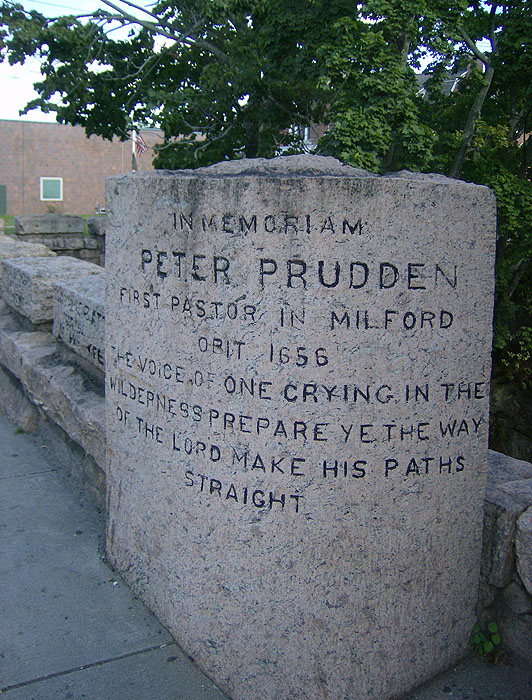 IN MEMORIAM
PETER PRUDDEN
FIRST PASTOR IN MILFORD
OBIT 1656
THE VOICE OF ONE CRYING IN THE
WILDERNESS PREPARE YE THE WAY
OF THE LORD MAKE HIS PATHS
STRAIGHT